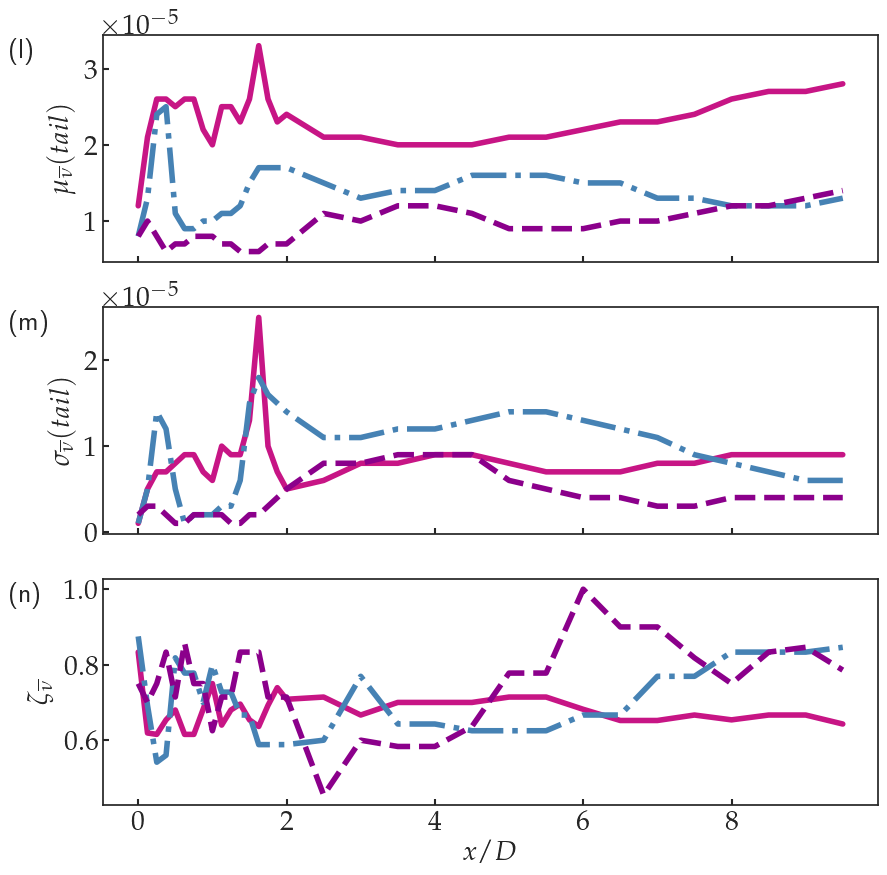 (l)
×10⁻⁵
3
2
1
μ_v̅(tail)
(m)
×10⁻⁵
2
1
0
σ_v̅(tail)
(n)
1.0
0.8
0.6
ζ_v̅
0 2 4 6 8
x/D